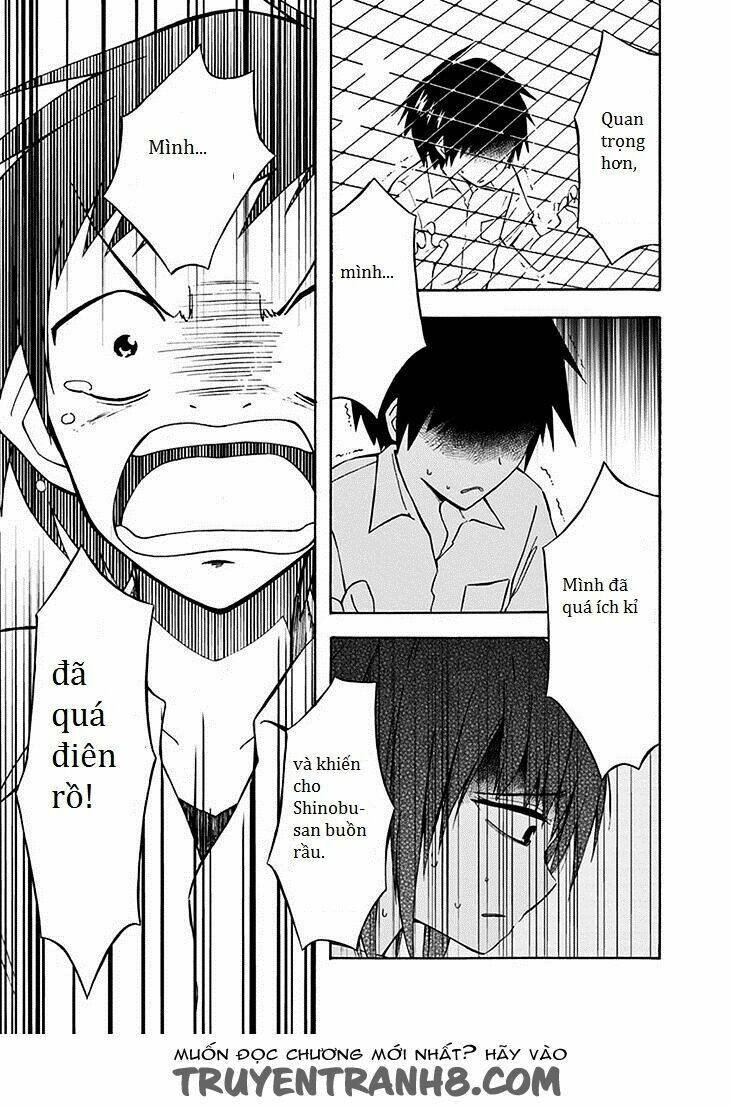 Quan
trọng
hơn,
mình...
Mình đã
quá ích kỉ
và khiến
cho
Shinobu-
san buồn
rầu.
Mình...
đã
quá
điên
rồ!
MUỐN ĐỌC CHƯƠNG MỚI NHẤT? HÃY VÀO
TRUYENTRANH8.COM